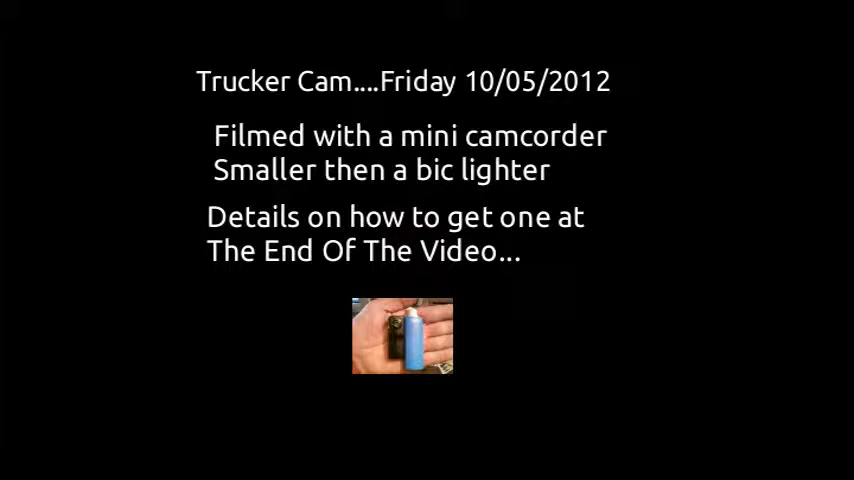 Trucker Cam....Friday 10/05/2012
Filmed with a mini camcorder
Smaller then a bic lighter
Details on how to get one at
The End Of The Video...